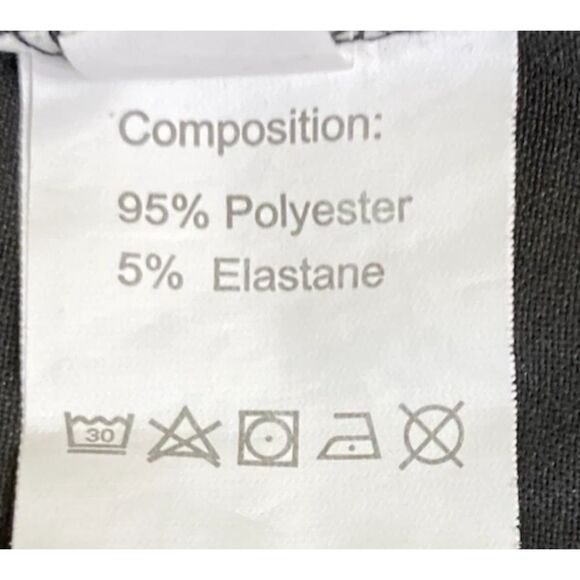 Composition:
95% Polyester
5% Elastane
30